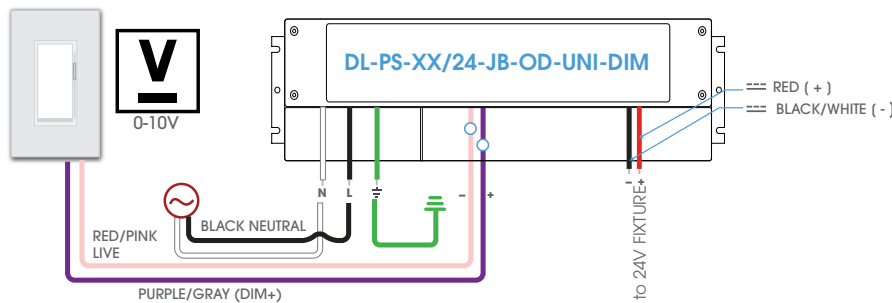 V
0-10V
DL-PS-XX/24-JB-OD-UNI-DIM
RED ( + )
BLACK/WHITE ( - )
N L - + - +
BLACK NEUTRAL
RED/PINK
LIVE
PURPLE/GRAY (DIM+)
to 24V FIXTURE